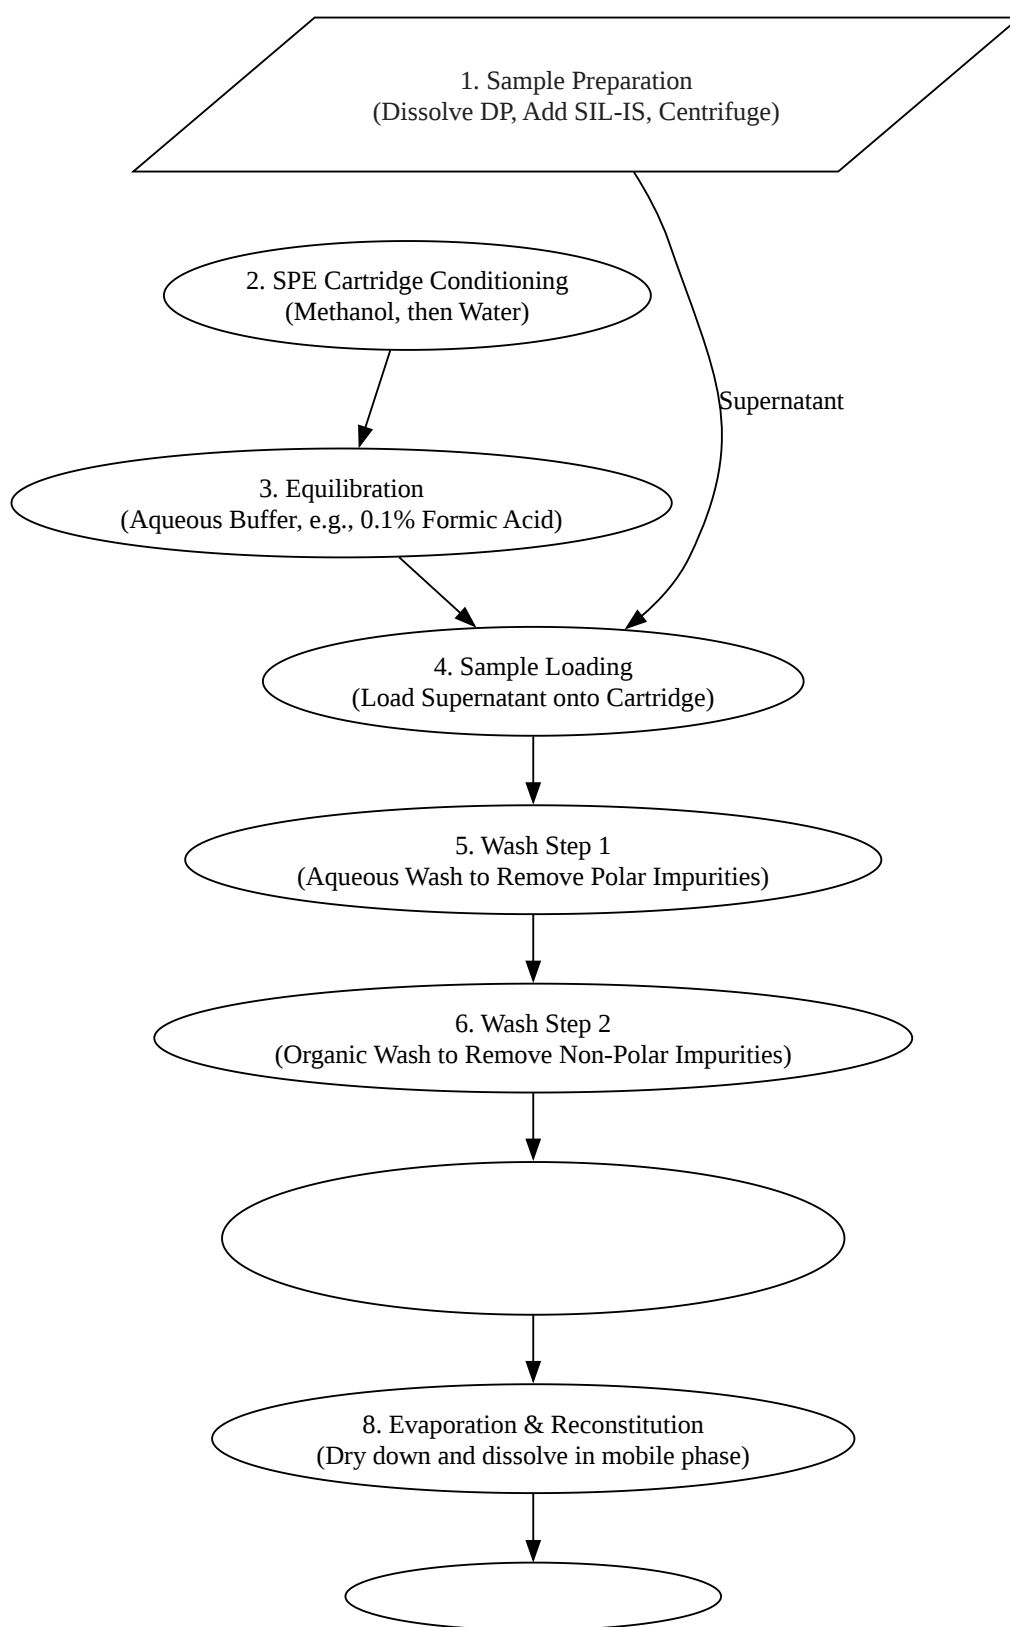 1. Sample Preparation
(Dissolve DP, Add SIL-IS, Centrifuge)
2. SPE Cartridge Conditioning
(Methanol, then Water)
Supernatant
3. Equilibration
(Aqueous Buffer, e.g., 0.1% Formic Acid)
4. Sample Loading
(Load Supernatant onto Cartridge)
5. Wash Step 1
(Aqueous Wash to Remove Polar Impurities)
6. Wash Step 2
(Organic Wash to Remove Non-Polar Impurities)
8. Evaporation & Reconstitution
(Dry down and dissolve in mobile phase)